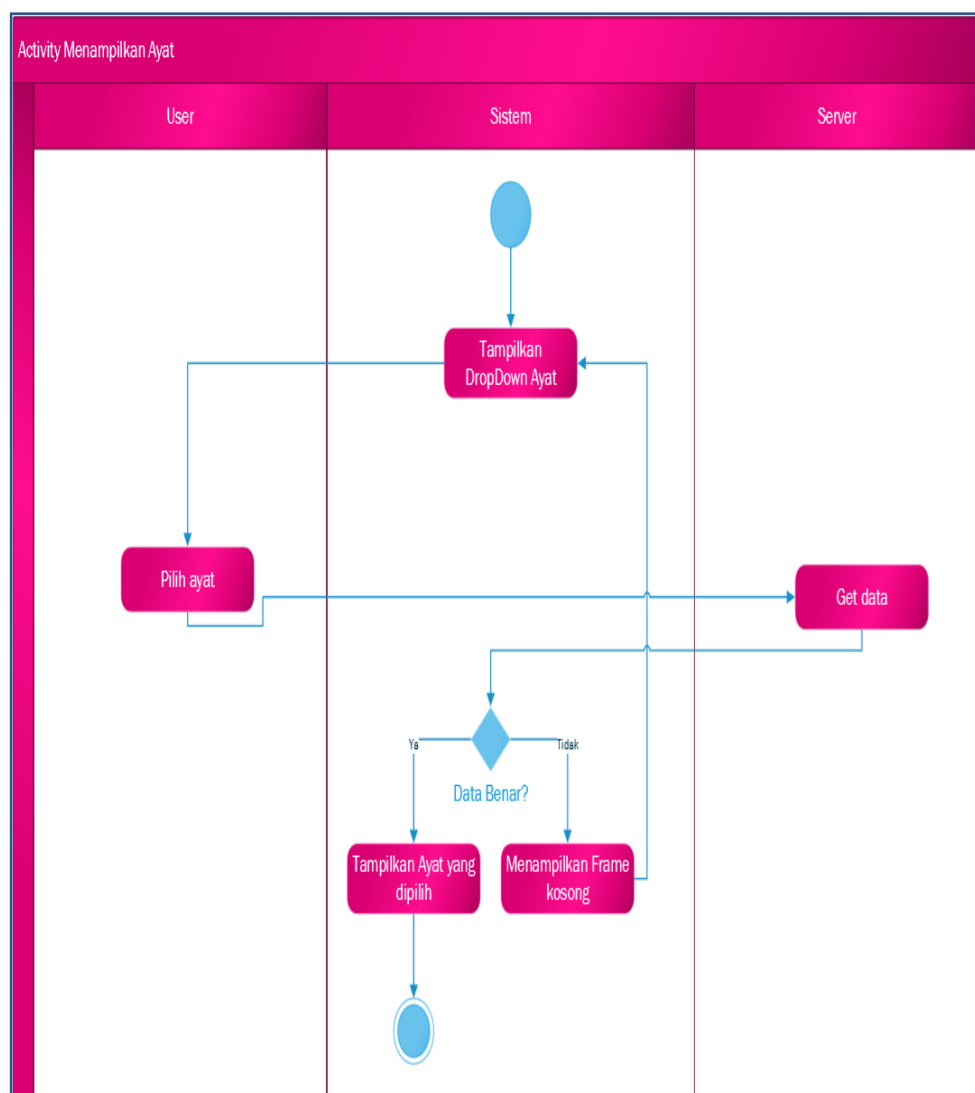 Activity Menampilkan Ayat
User
Sistem
Server
Tampilkan
DropDown Ayat
Pilih ayat
Get data
Ya
Tidak
Data Benar?
Tampilkan Ayat yang
dipilih
Menampilkan Frame
kosong